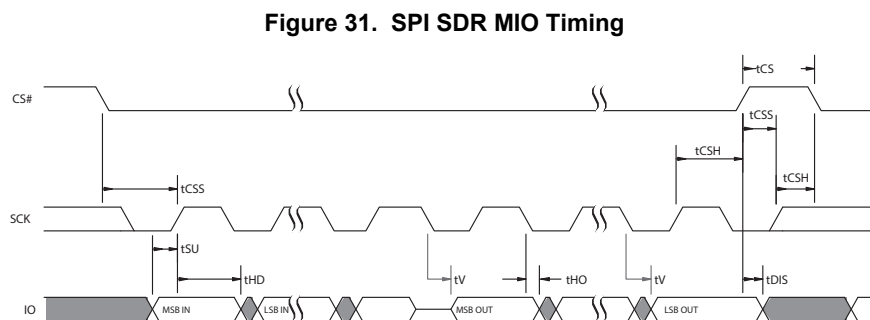 Figure 31. SPI SDR MIO Timing
tCS
CS#
tCSS
tCSH
tCSS
tCSH
SCK
tSU
tHD
tV
tHO
tV
tDIS
IO
MSB IN
LSB IN
MSB OUT
LSB OUT